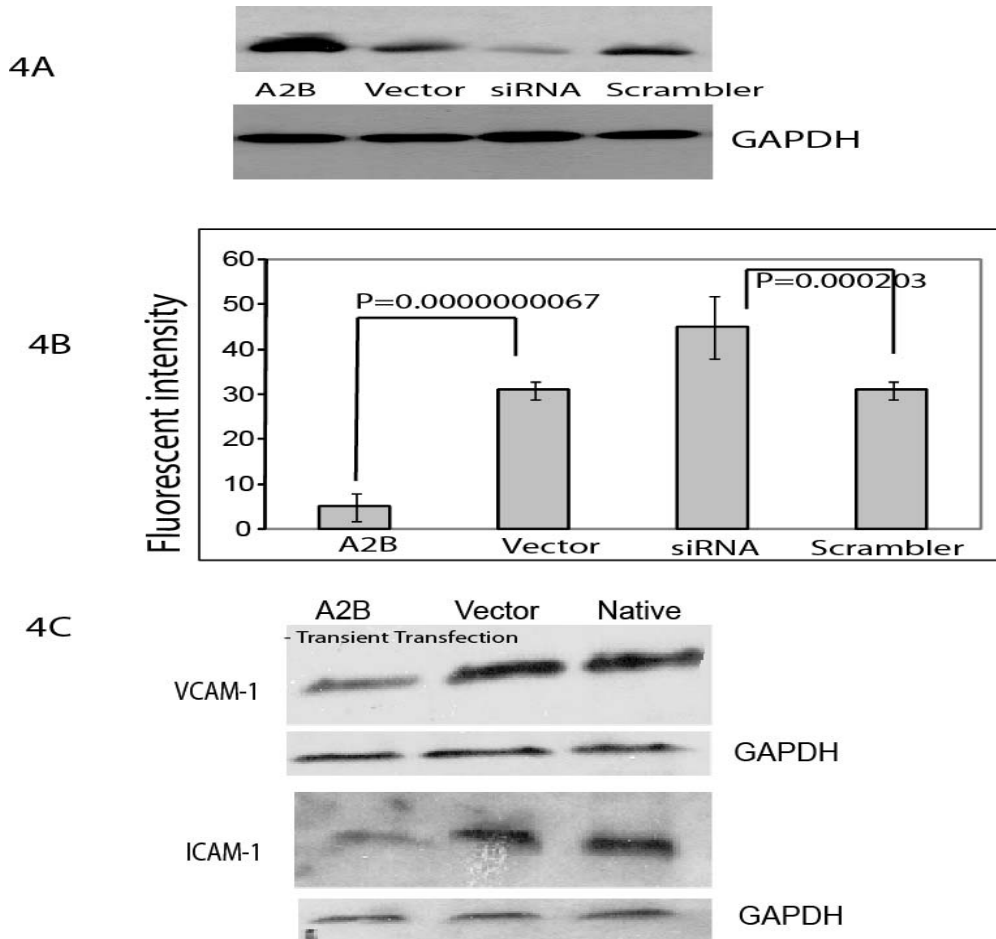 4A
A2B Vector siRNA Scrambler
GAPDH
4B
Fluorescent intensity
60
50
40
30
20
10
0
P=0.0000000067
P=0.000203
A2B Vector siRNA Scrambler
4C
A2B Vector Native
- Transient Transfection
VCAM-1
GAPDH
ICAM-1
GAPDH